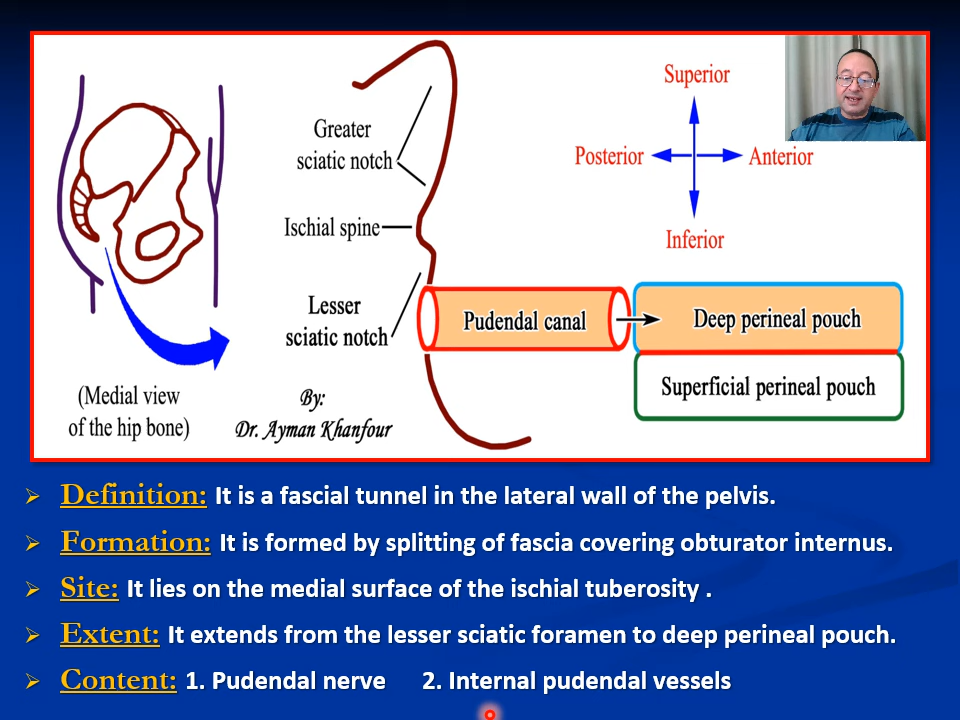 Superior
Greater
sciatic notch
Posterior
Anterior
Ischial spine
Inferior
Lesser
sciatic notch
Pudendal canal
Deep perineal pouch
Superficial perineal pouch
(Medial view
of the hip bone)
By:
Dr. Ayman Khanfour
➢ Definition: It is a fascial tunnel in the lateral wall of the pelvis.
➢ Formation: It is formed by splitting of fascia covering obturator internus.
➢ Site: It lies on the medial surface of the ischial tuberosity .
➢ Extent: It extends from the lesser sciatic foramen to deep perineal pouch.
➢ Content: 1. Pudendal nerve 2. Internal pudendal vessels